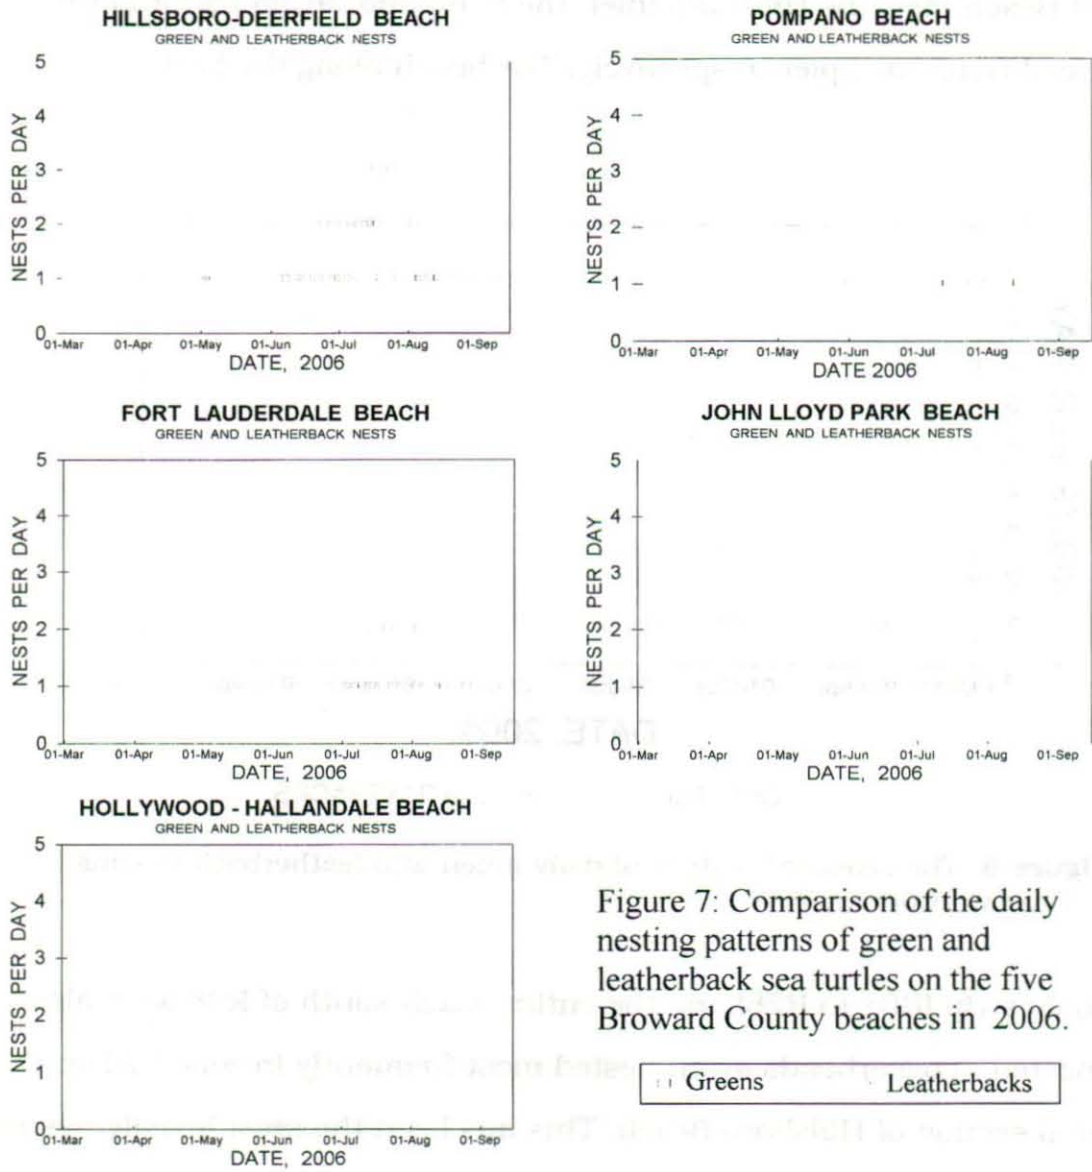 HILLSBORO-DEERFIELD BEACH
GREEN AND LEATHERBACK NESTS
NESTS PER DAY
5
4
3
2
1
0
01-Mar 01-Apr 01-May 01-Jun 01-Jul 01-Aug 01-Sep
DATE, 2006
POMPANO BEACH
GREEN AND LEATHERBACK NESTS
NESTS PER DAY
5
4
3
2
1
0
01-Mar 01-Apr 01-May 01-Jun 01-Jul 01-Aug 01-Sep
DATE 2006
FORT LAUDERDALE BEACH
GREEN AND LEATHERBACK NESTS
NESTS PER DAY
5
4
3
2
1
0
01-Mar 01-Apr 01-May 01-Jun 01-Jul 01-Aug 01-Sep
DATE, 2006
JOHN LLOYD PARK BEACH
GREEN AND LEATHERBACK NESTS
NESTS PER DAY
5
4
3
2
1
0
01-Mar 01-Apr 01-May 01-Jun 01-Jul 01-Aug 01-Sep
DATE, 2006
HOLLYWOOD - HALLANDALE BEACH
GREEN AND LEATHERBACK NESTS
NESTS PER DAY
5
4
3
2
1
0
01-Mar 01-Apr 01-May 01-Jun 01-Jul 01-Aug 01-Sep
DATE, 2006
Figure 7: Comparison of the daily
nesting patterns of green and
leatherback sea turtles on the five
Broward County beaches in 2006.
Greens Leatherbacks